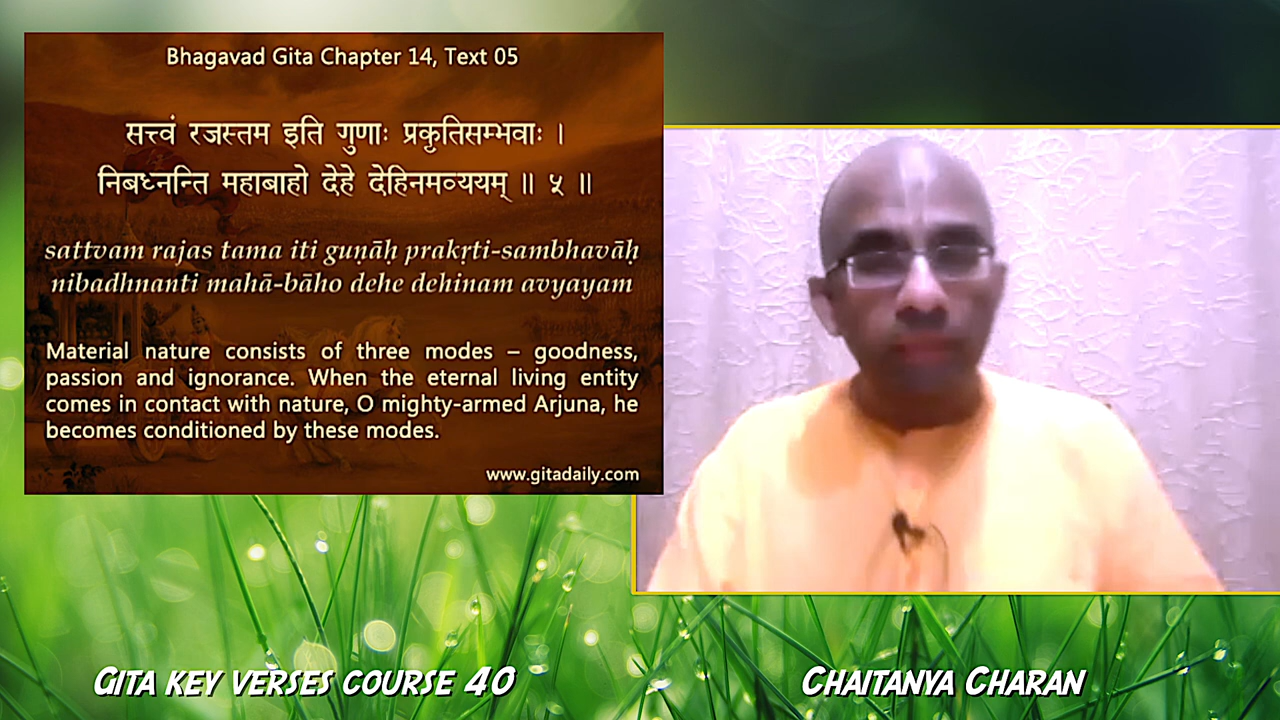 Bhagavad Gita Chapter 14, Text 05
सत्त्वं रजस्तम इति गुणाः प्रकृतिसम्भवाः ।
निबध्नन्ति महाबाहो देहे देहिनमव्ययम् ॥ ५ ॥
sattvam rajas tama iti guṇāḥ prakṛti-sambhavāḥ
nibadhnanti mahā-bāho dehe dehinam avyayam
Material nature consists of three modes – goodness,
passion and ignorance. When the eternal living entity
comes in contact with nature, O mighty-armed Arjuna, he
becomes conditioned by these modes.
www.gitadaily.com
Gita key verses course 40
Chaitanya Charan